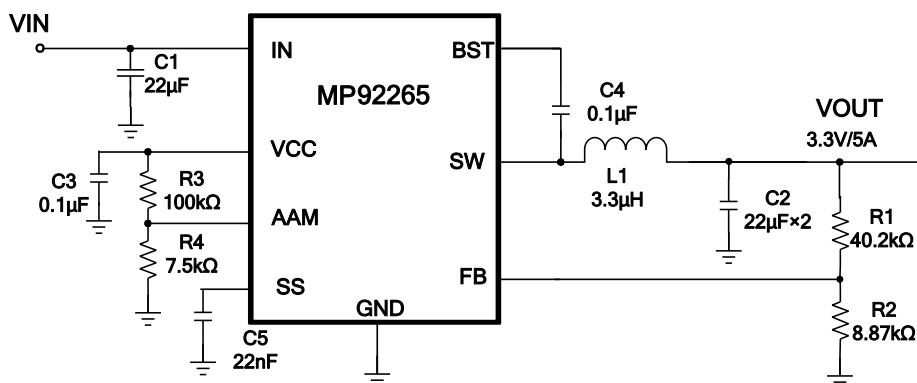 VIN
IN
BST
C1
22µF
MP92265
C4
0.1µF
VOUT
3.3V/5A
VCC
SW
C3
0.1µF
R3
100kΩ
L1
3.3µH
C2
22µF×2
R1
40.2kΩ
AAM
R4
7.5kΩ
SS
FB
GND
C5
22nF
R2
8.87kΩ